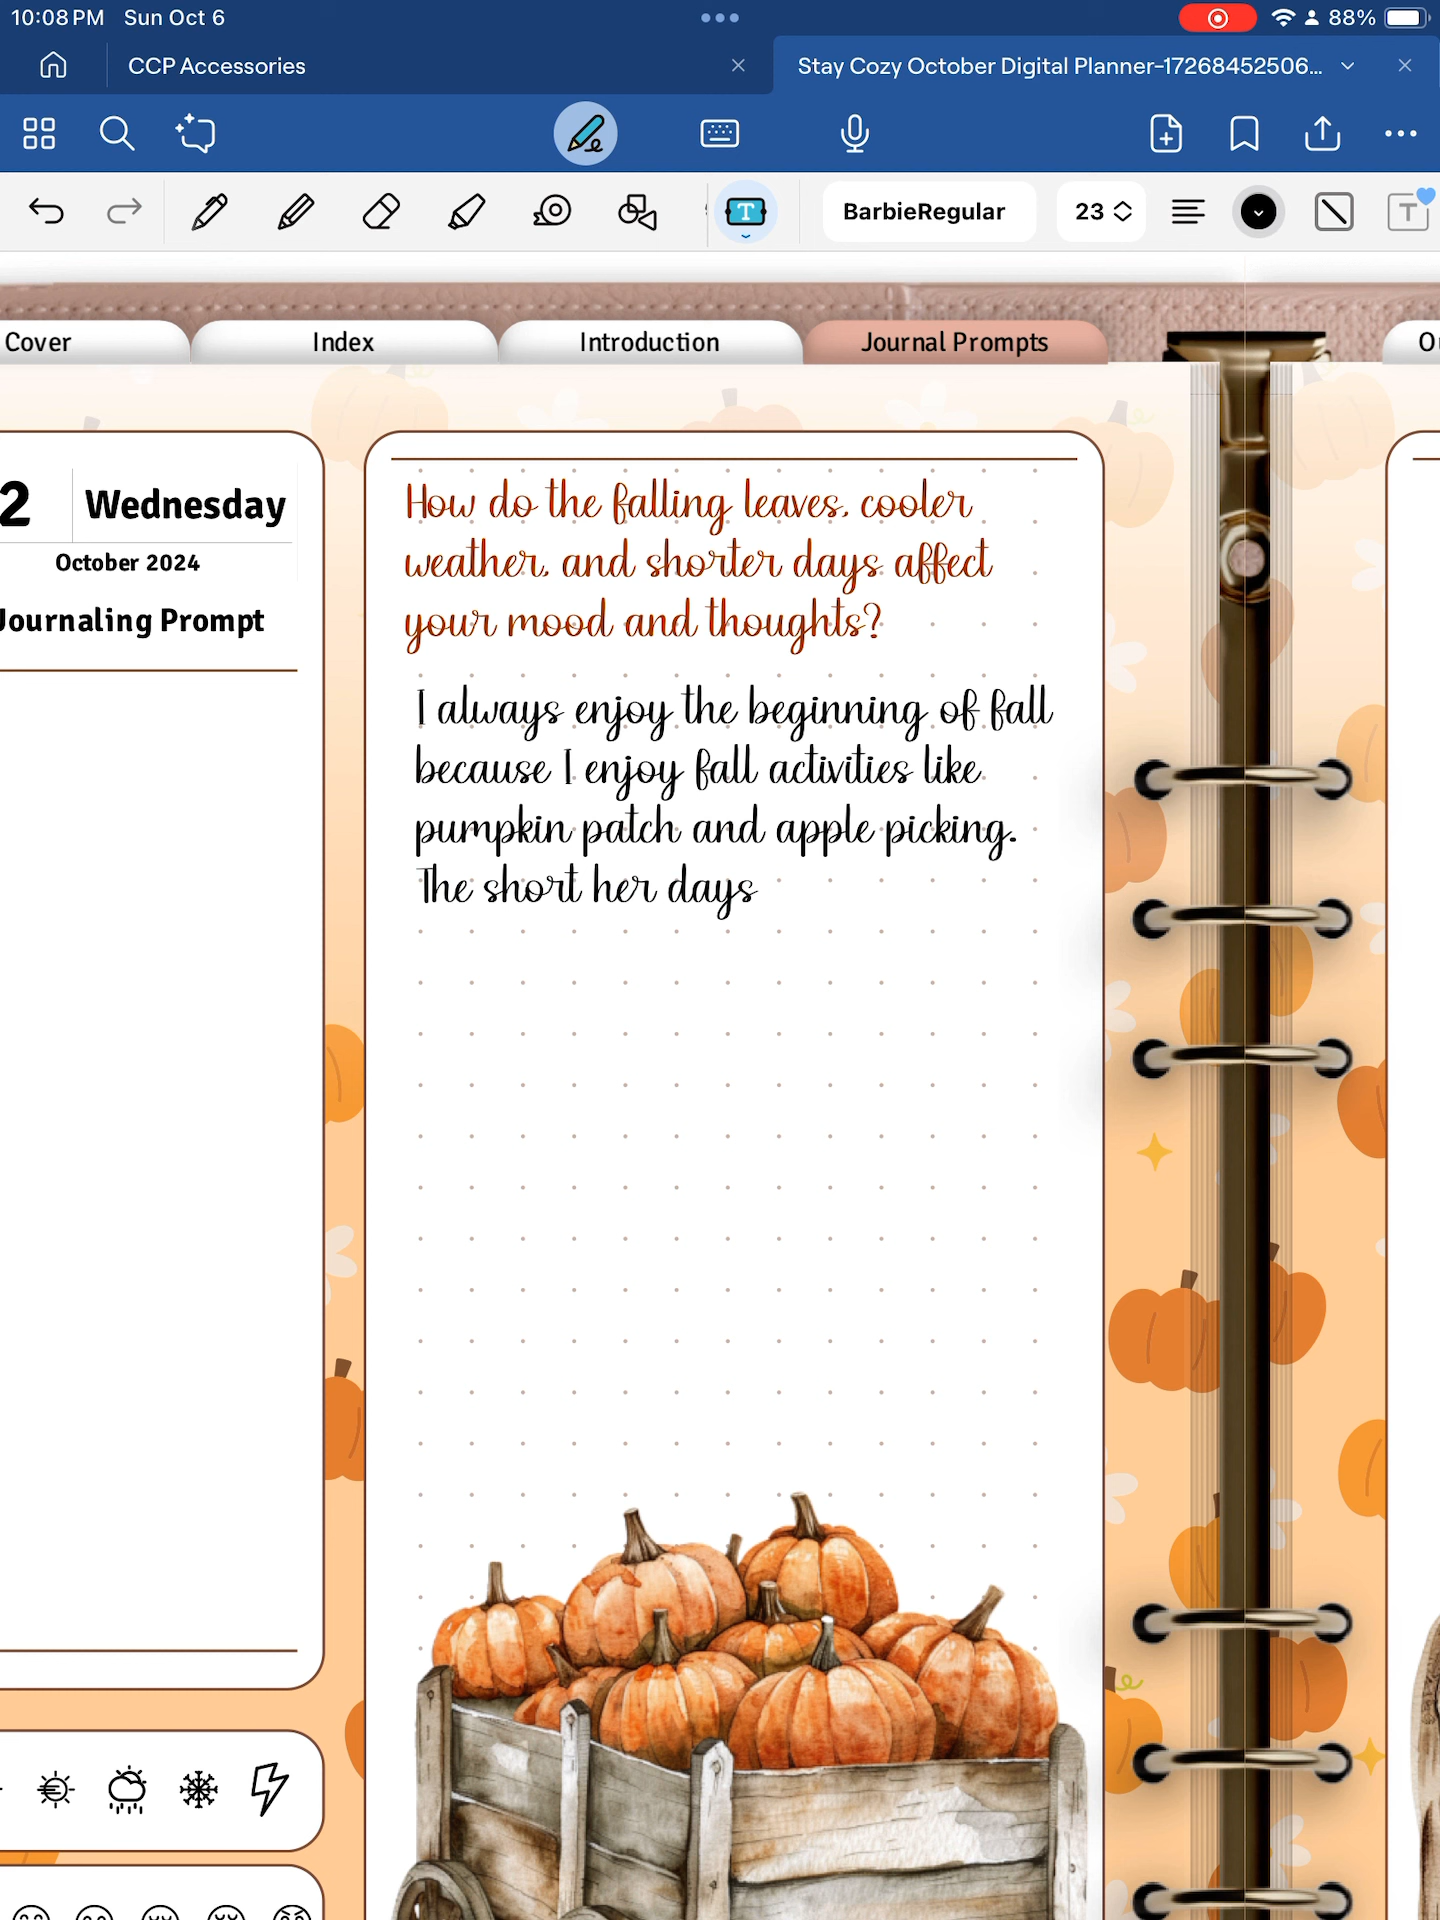 10:08 PM Sun Oct 6
88%
CCP Accessories
Stay Cozy October Digital Planner-17268452506...
BarbieRegular
23
Cover
Index
Introduction
Journal Prompts
2 Wednesday
October 2024
Journaling Prompt
How do the falling leaves, cooler
weather, and shorter days affect
your mood and thoughts?
I always enjoy the beginning of fall
because I enjoy fall activities like
pumpkin patch and apple picking.
The short her days